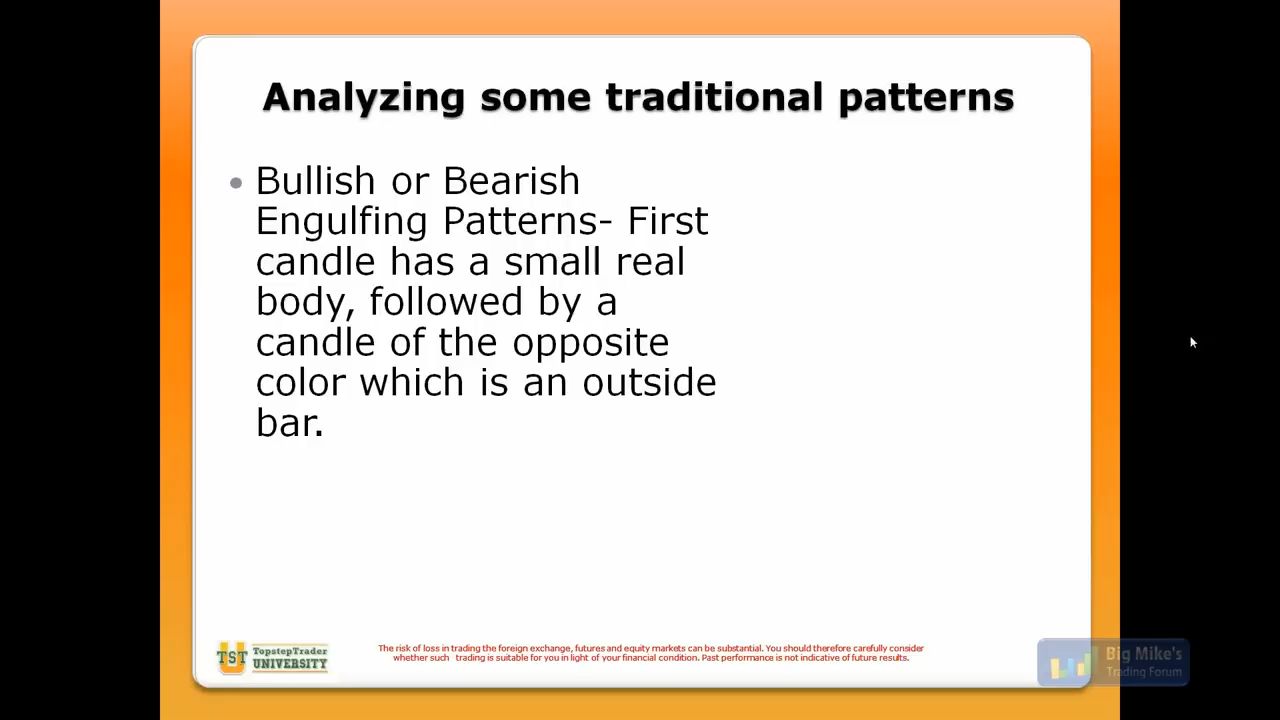 Analyzing some traditional patterns
• Bullish or Bearish
Engulfing Patterns- First
candle has a small real
body, followed by a
candle of the opposite
color which is an outside
bar.
TST U
TopstepTrader
UNIVERSITY
The risk of loss in trading the foreign exchange, futures and equity markets can be substantial. You should therefore carefully consider
whether such trading is suitable for you in light of your financial condition. Past performance is not indicative of future results.
Big Mike's
Trading Forum